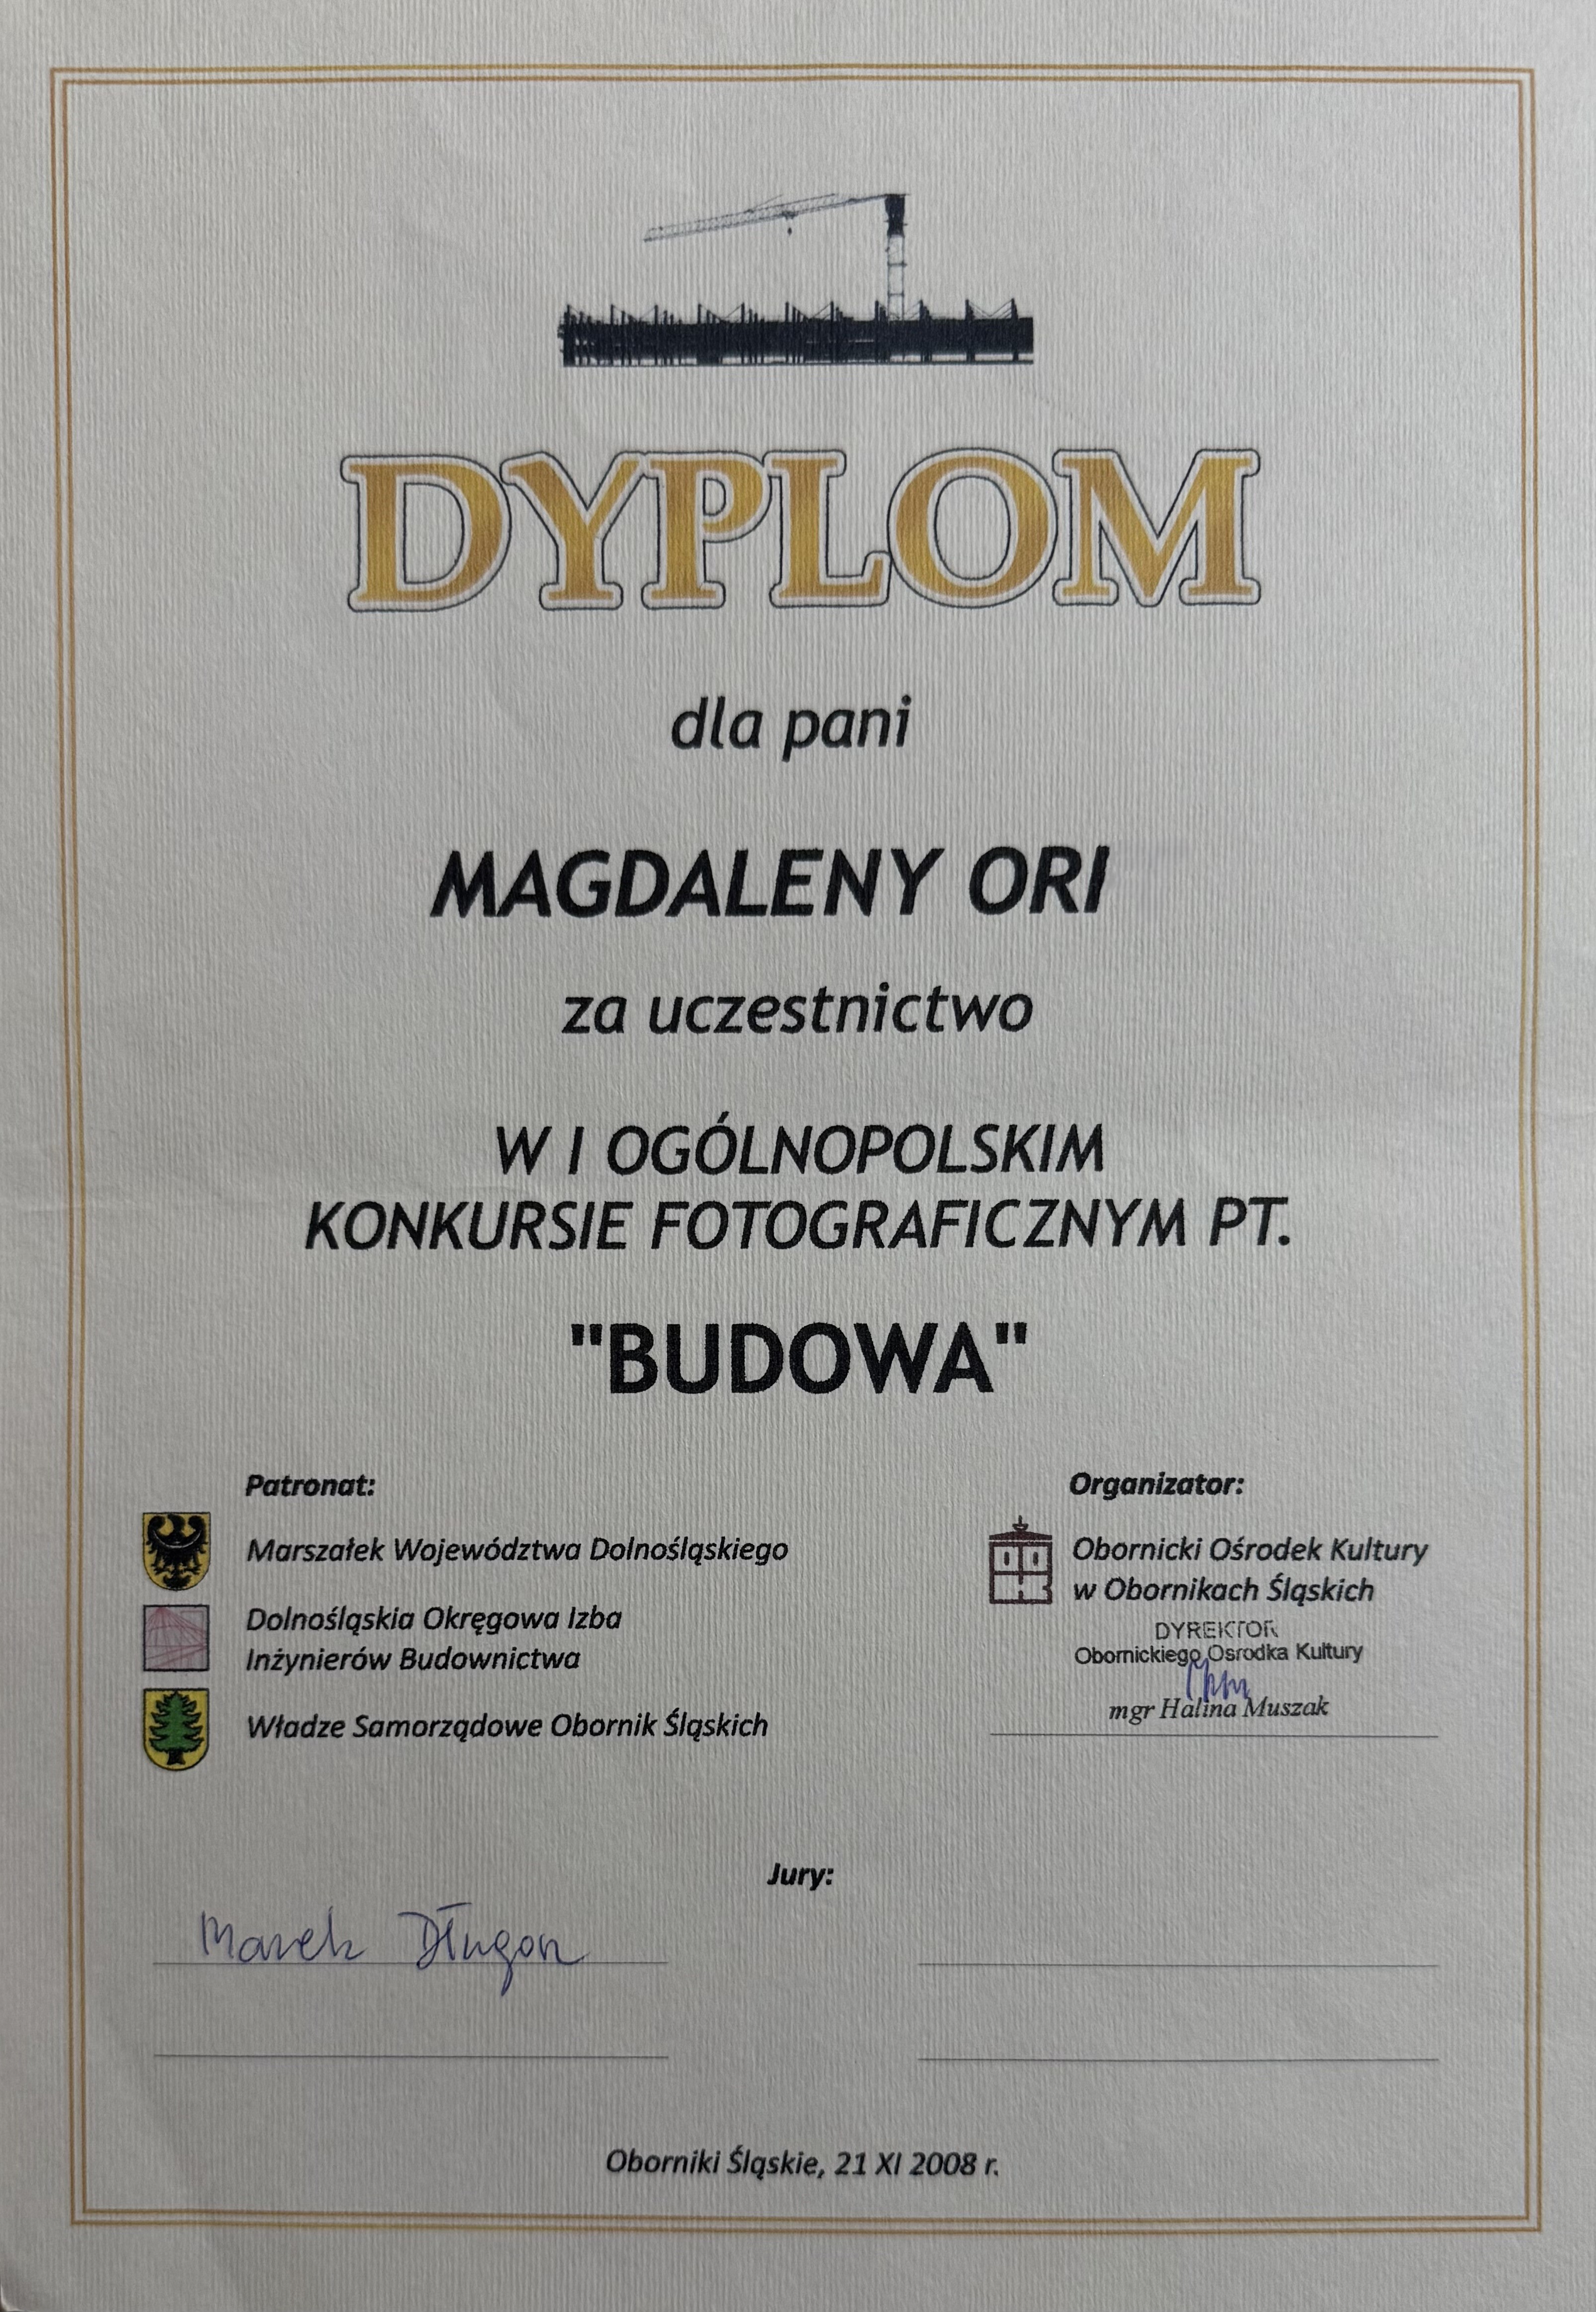 DYPLOM
dla pani
MAGDALENY ORI
za uczestnictwo
W I OGÓLNOPOLSKIM
KONKURSIE FOTOGRAFICZNYM PT.
"BUDOWA"
Patronat:
Marszałek Województwa Dolnośląskiego
Dolnośląskia Okręgowa Izba
Inżynierów Budownictwa
Władze Samorządowe Obornik Śląskich
Organizator:
Obornicki Ośrodek Kultury
w Obornikach Śląskich
DYREKTOR
Obornickiego Osrodka Kultury
mgr Halina Muszak
Jury:
Marek
Oborniki Śląskie, 21 XI 2008 r.